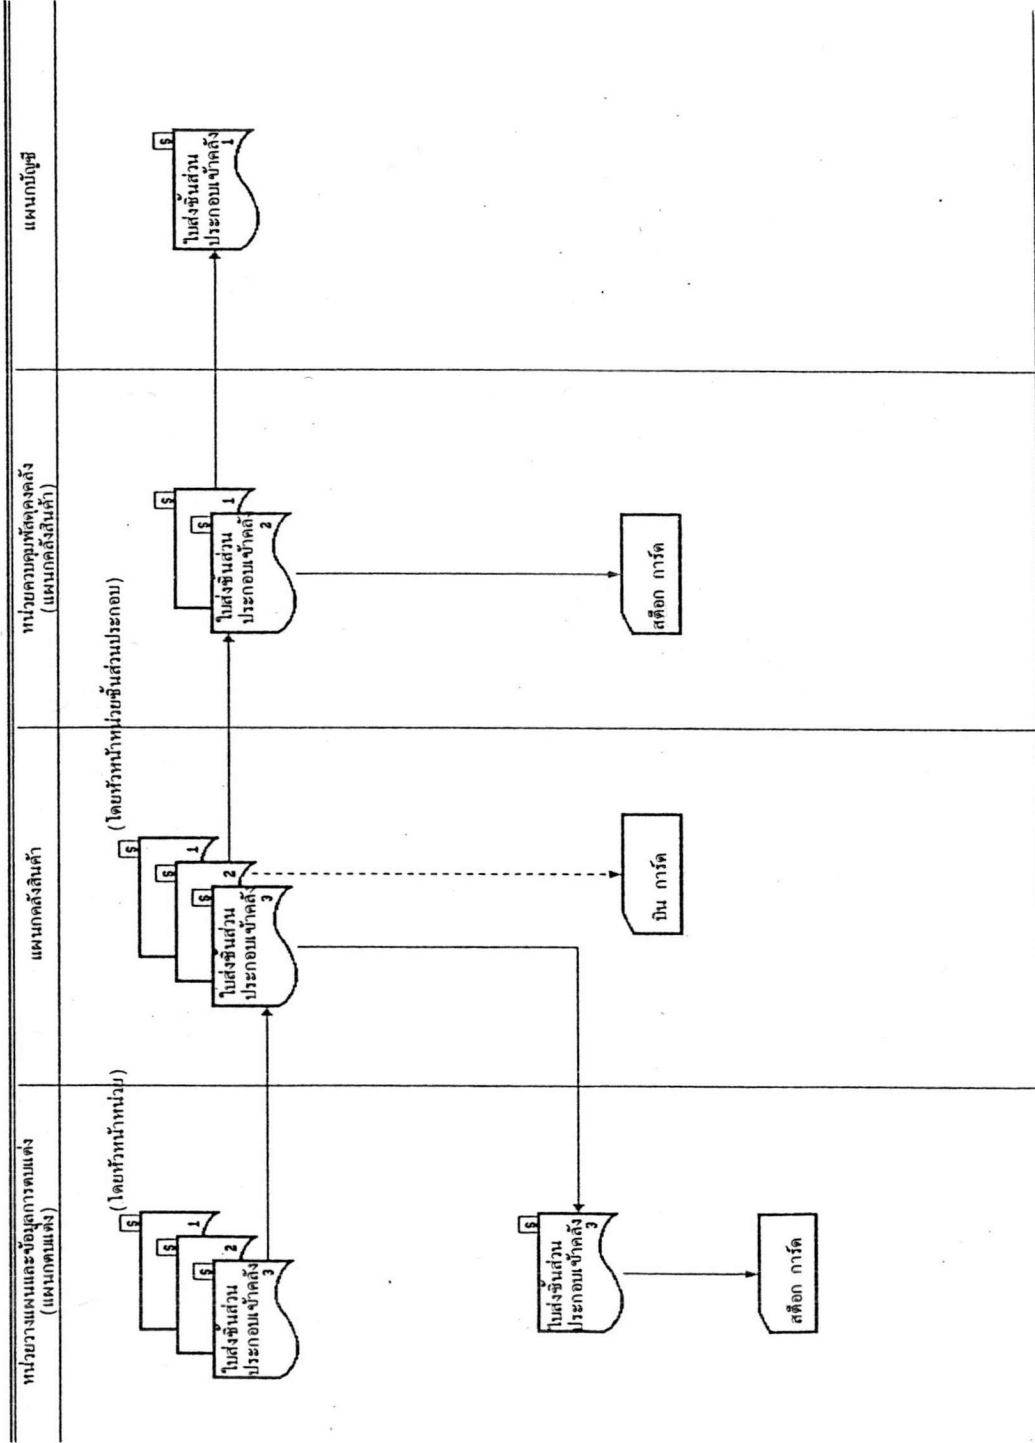 หน่วยวางแผนและข้อมูลการตบแต่ง
(แผนกตบแต่ง)
แผนกคลังสินค้า
หน่วยควบคุมพัสดุคงคลัง
(แผนกคลังสินค้า)
แผนกบัญชี
(โดยหัวหน้าหน่วย)
S
1
S
2
S
ใบส่งชิ้นส่วน
ประกอบเข้าคลัง
3
(โดยหัวหน้าหน่วยชิ้นส่วนประกอบ)
S
1
S
2
S
ใบส่งชิ้นส่วน
ประกอบเข้าคลัง
3
S
1
S
ใบส่งชิ้นส่วน
ประกอบเข้าคลัง
2
S
ใบส่งชิ้นส่วน
ประกอบเข้าคลัง
1
S
ใบส่งชิ้นส่วน
ประกอบเข้าคลัง
3
บิน การ์ด
สต๊อก การ์ด
สต๊อก การ์ด